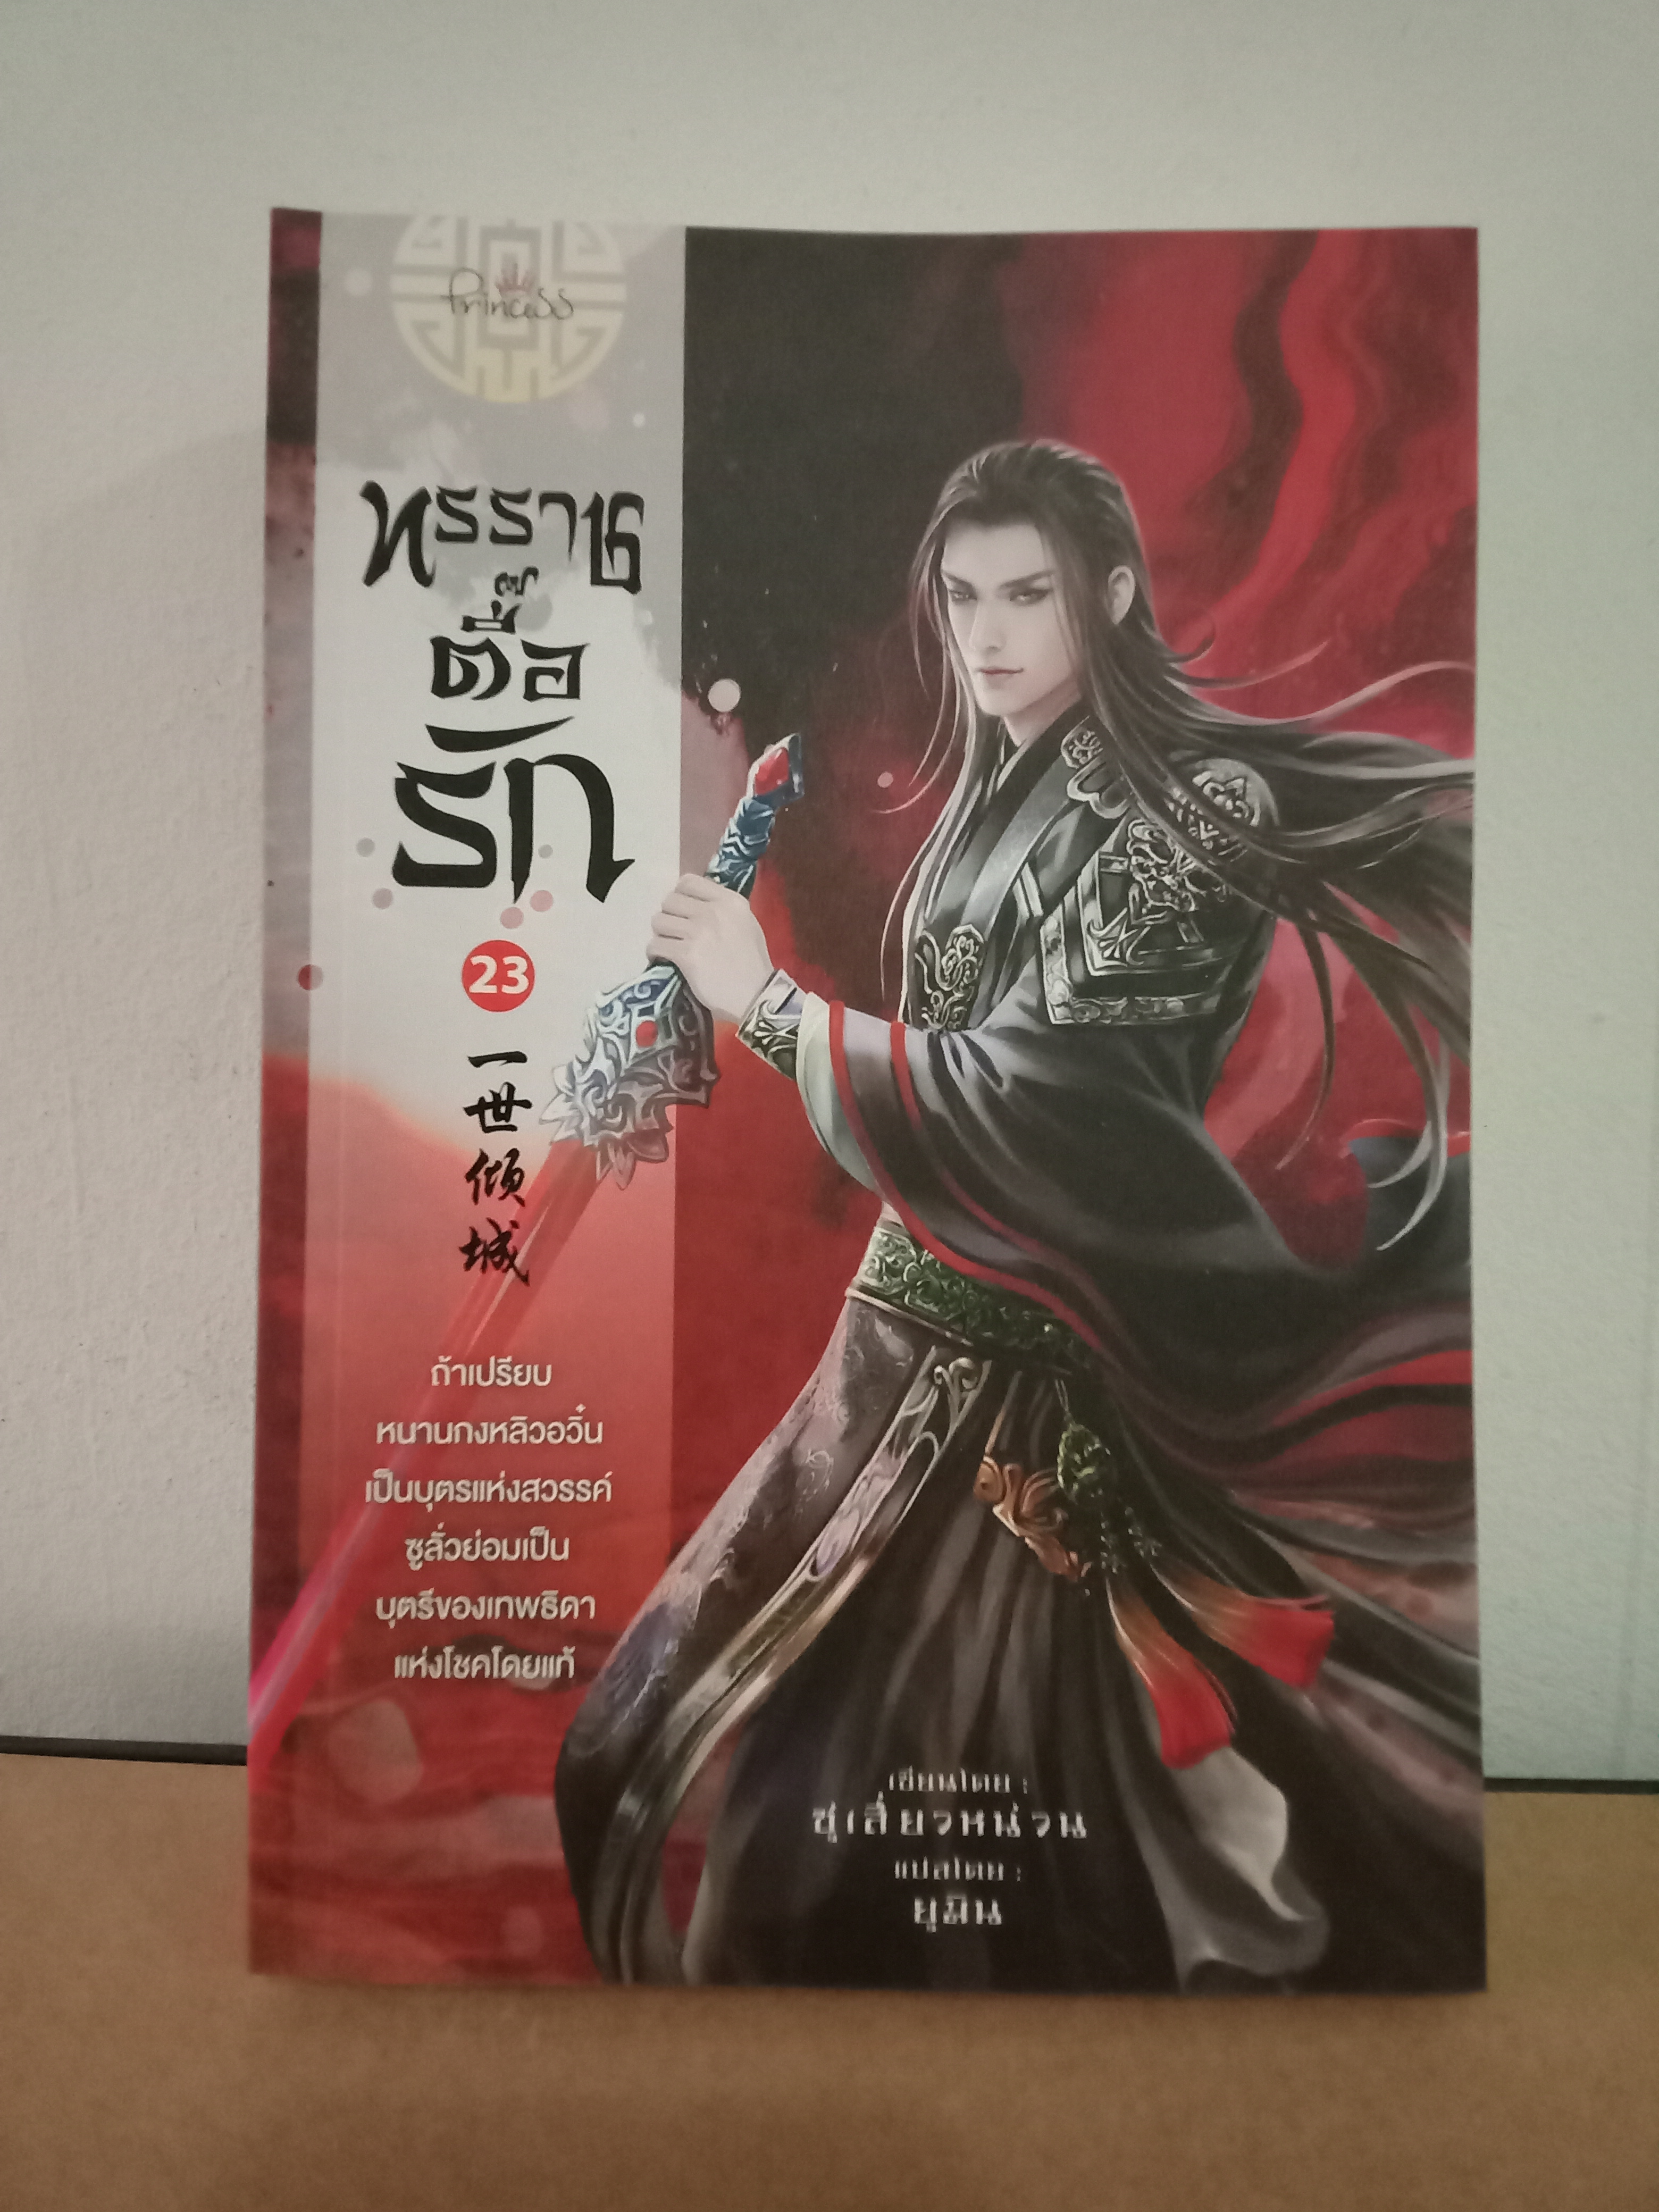 Princess
ทรราช
ตื๊อ
รัก
23
一世倾城
ถ้าเปรียบ
หนานกงหลิวอวิ๋น
เป็นบุตรแห่งสวรรค์
ซูลั่วย่อมเป็น
บุตรีของเทพธิดา
แห่งโชคโดยแท้
เขียนโดย :
ซูเสี่ยวหน่วน
แปลโดย :
ยูมิน